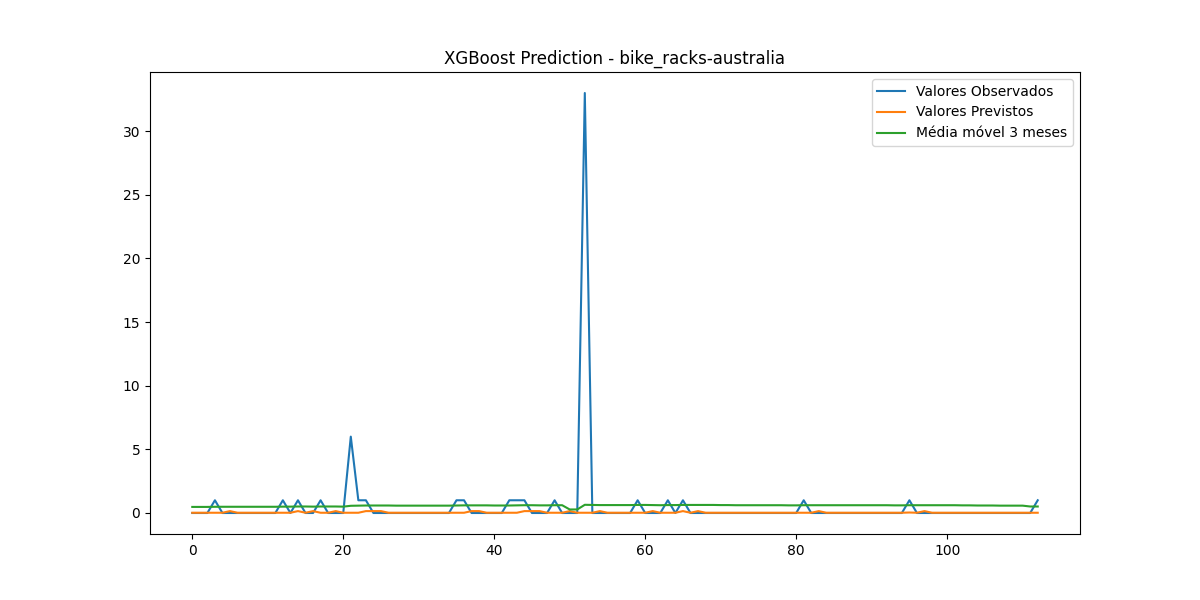 XGBoost Prediction - bike_racks-australia
Valores Observados
Valores Previstos
Média móvel 3 meses
30
25
20
15
10
5
0
0 20 40 60 80 100